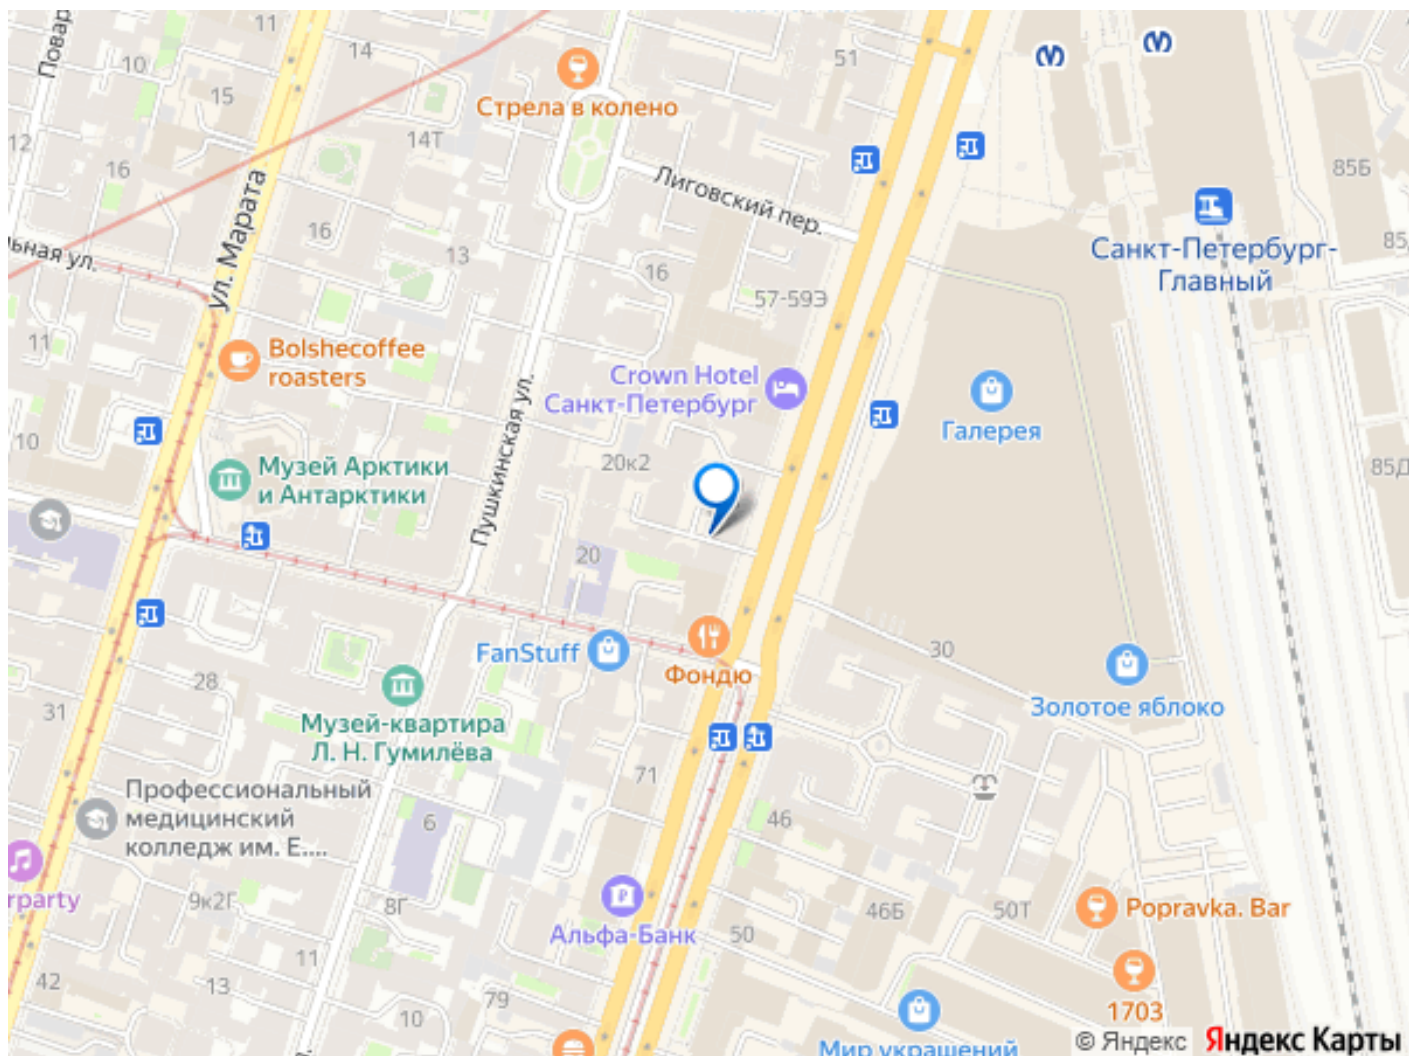 11
Повар
10
14
15
12
16
14Т
Стрела в колено
51
85Б
Лиговский пер.
ул. Марата
16
13
16
57-59Э
Санкт-Петербург-
Главный
85
ьная ул.
11
Bolshecoffee
roasters
Crown Hotel
Санкт-Петербург
Галерея
Пушкинская ул.
10
Музей Арктики
и Антарктики
20к2
85Д
20
FanStuff
Фондю
30
Золотое яблоко
28
31
Музей-квартира
Л. Н. Гумилёва
71
Профессиональный
медицинский
колледж им. Е....
6
46
rparty
9к2Г
8Г
Альфа-Банк
46Б
50Т
Popravka. Bar
50
11
42
13
79
10
1703
Мир украшений
© Яндекс Яндекс Карты